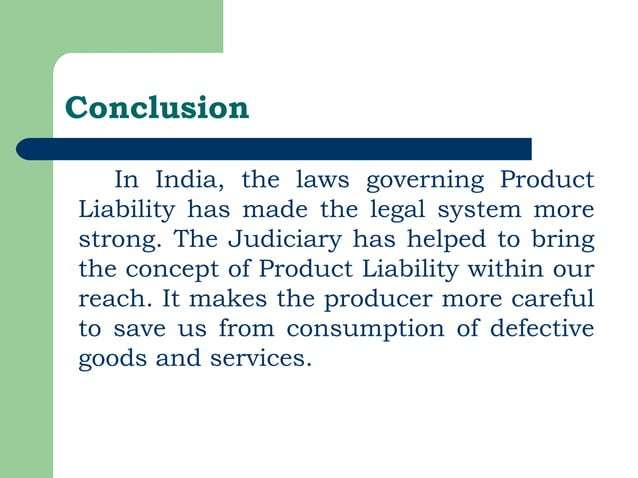 Conclusion
In India, the laws governing Product
Liability has made the legal system more
strong. The Judiciary has helped to bring
the concept of Product Liability within our
reach. It makes the producer more careful
to save us from consumption of defective
goods and services.